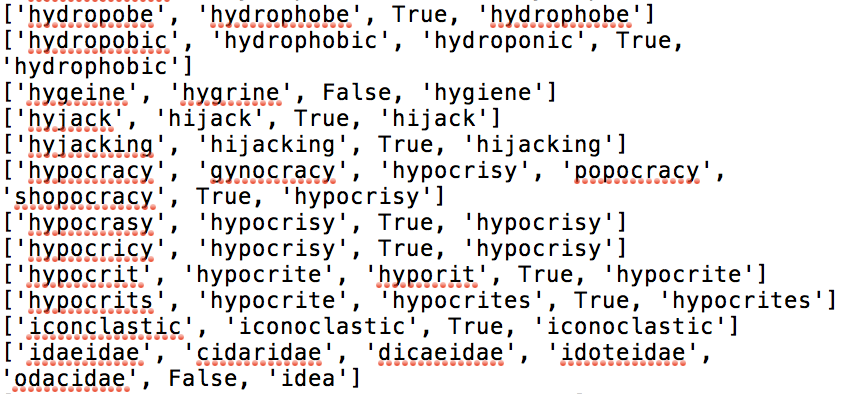 ['hydropobe', 'hydrophobe', True, 'hydrophobe']
['hydropobic', 'hydrophobic', 'hydroponic', True,
'hydrophobic']
['hygeine', 'hygrine', False, 'hygiene']
['hyjack', 'hijack', True, 'hijack']
['hyjacking', 'hijacking', True, 'hijacking']
['hypocracy', 'gynocracy', 'hypocrisy', 'popocracy',
'shopocracy', True, 'hypocrisy']
['hypocrasy', 'hypocrisy', True, 'hypocrisy']
['hypocricy', 'hypocrisy', True, 'hypocrisy']
['hypocrit', 'hypocrite', 'hyporit', True, 'hypocrite']
['hypocrits', 'hypocrite', 'hypocrites', True, 'hypocrites']
['iconclastic', 'iconoclastic', True, 'iconoclastic']
['idaeidae', 'cidaridae', 'dicaeidae', 'idoteidae',
'odacidae', False, 'idea']